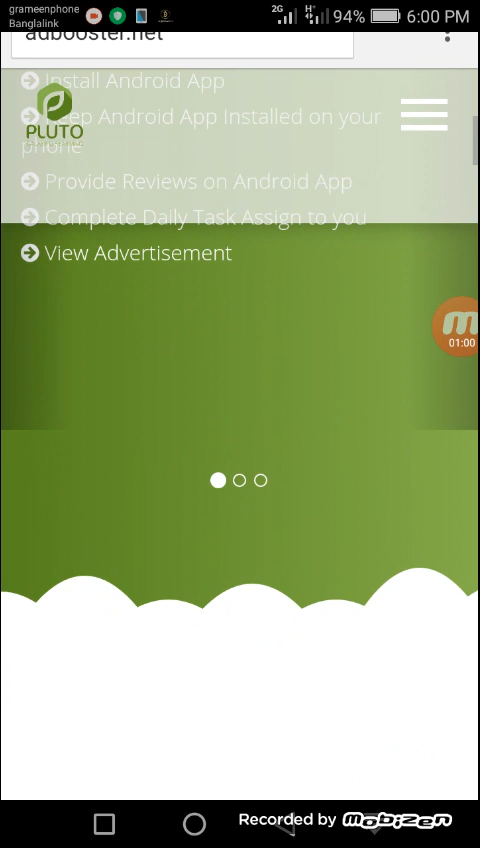 grameenphone
Banglalink
2G
H+
94%
6:00 PM
adbooster.net
Install Android App
Keep Android App Installed on your
phone
PLUTO
Provide Reviews on Android App
Complete Daily Task Assign to you
View Advertisement
m
01:00
Recorded by Mobizen